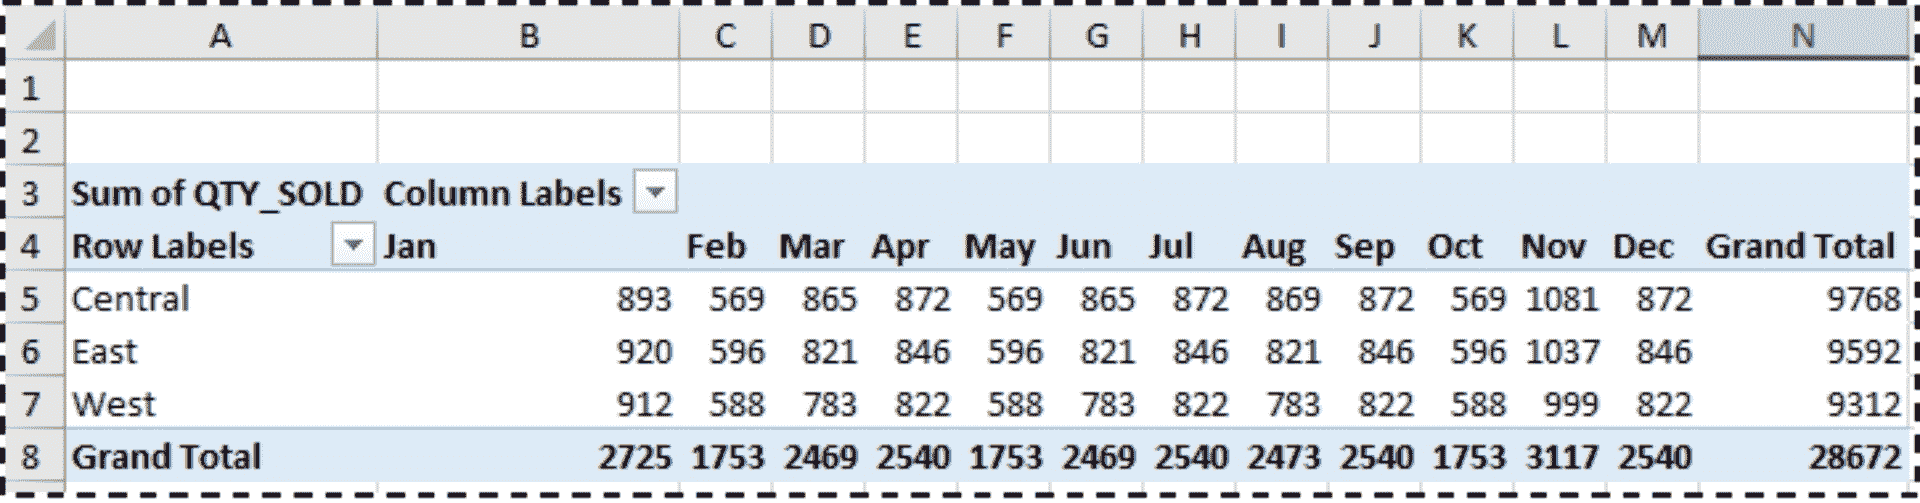 A B C D E F G H I J K L M N
1
2
3 Sum of QTY_SOLD Column Labels
4 Row Labels Jan Feb Mar Apr May Jun Jul Aug Sep Oct Nov Dec Grand Total
5 Central 893 569 865 872 569 865 872 869 872 569 1081 872 9768
6 East 920 596 821 846 596 821 846 821 846 596 1037 846 9592
7 West 912 588 783 822 588 783 822 783 822 588 999 822 9312
8 Grand Total 2725 1753 2469 2540 1753 2469 2540 2473 2540 1753 3117 2540 28672